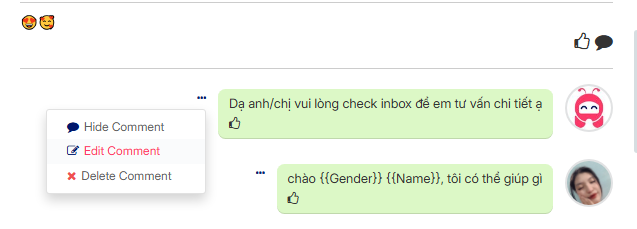 Dạ anh/chị vui lòng check inbox để em tư vấn chi tiết ạ
Hide Comment
Edit Comment
Delete Comment
chào {{Gender}} {{Name}}, tôi có thể giúp gì